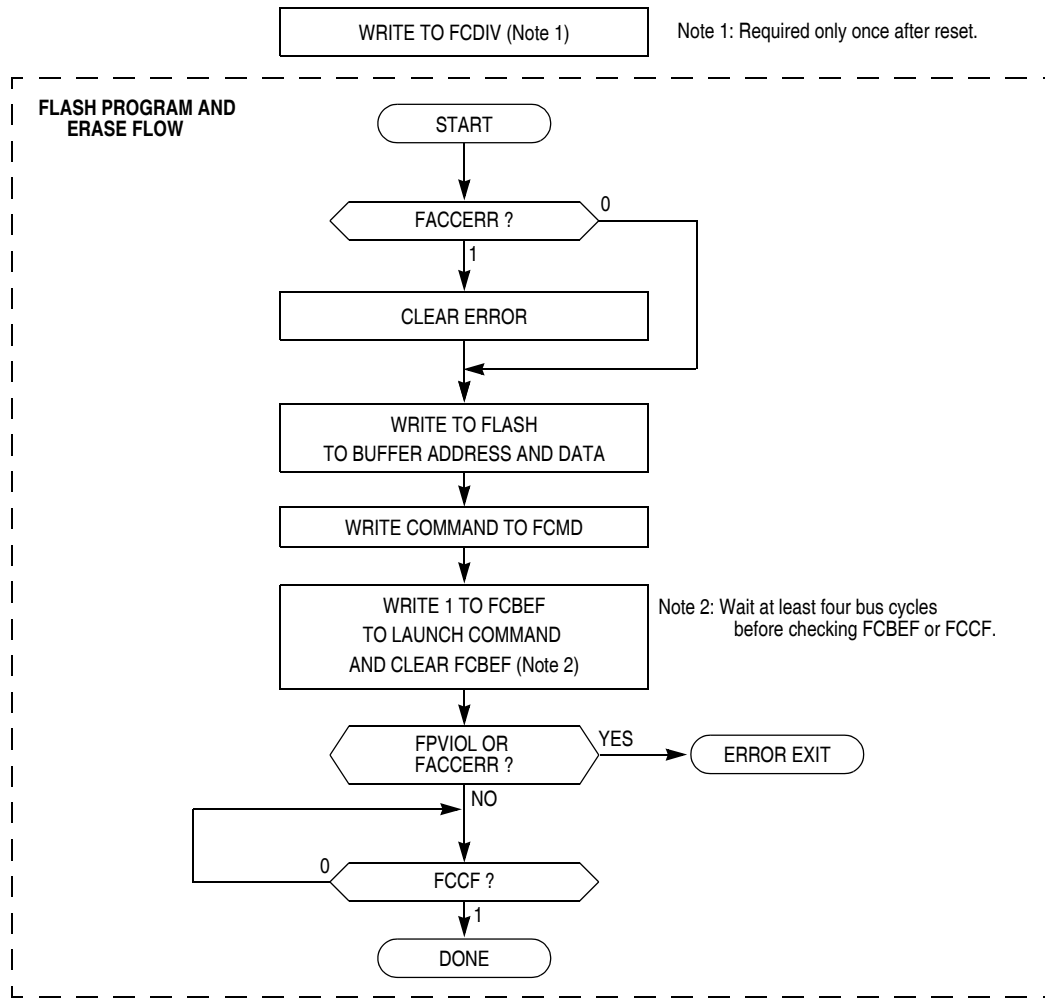 WRITE TO FCDIV (Note 1)
Note 1: Required only once after reset.
FLASH PROGRAM AND
ERASE FLOW
START
FACCERR ?
0
1
CLEAR ERROR
WRITE TO FLASH
TO BUFFER ADDRESS AND DATA
WRITE COMMAND TO FCMD
WRITE 1 TO FCBEF
TO LAUNCH COMMAND
AND CLEAR FCBEF (Note 2)
Note 2: Wait at least four bus cycles
before checking FCBEF or FCCF.
FPVIOL OR
FACCERR ?
YES
ERROR EXIT
NO
0
FCCF ?
1
DONE